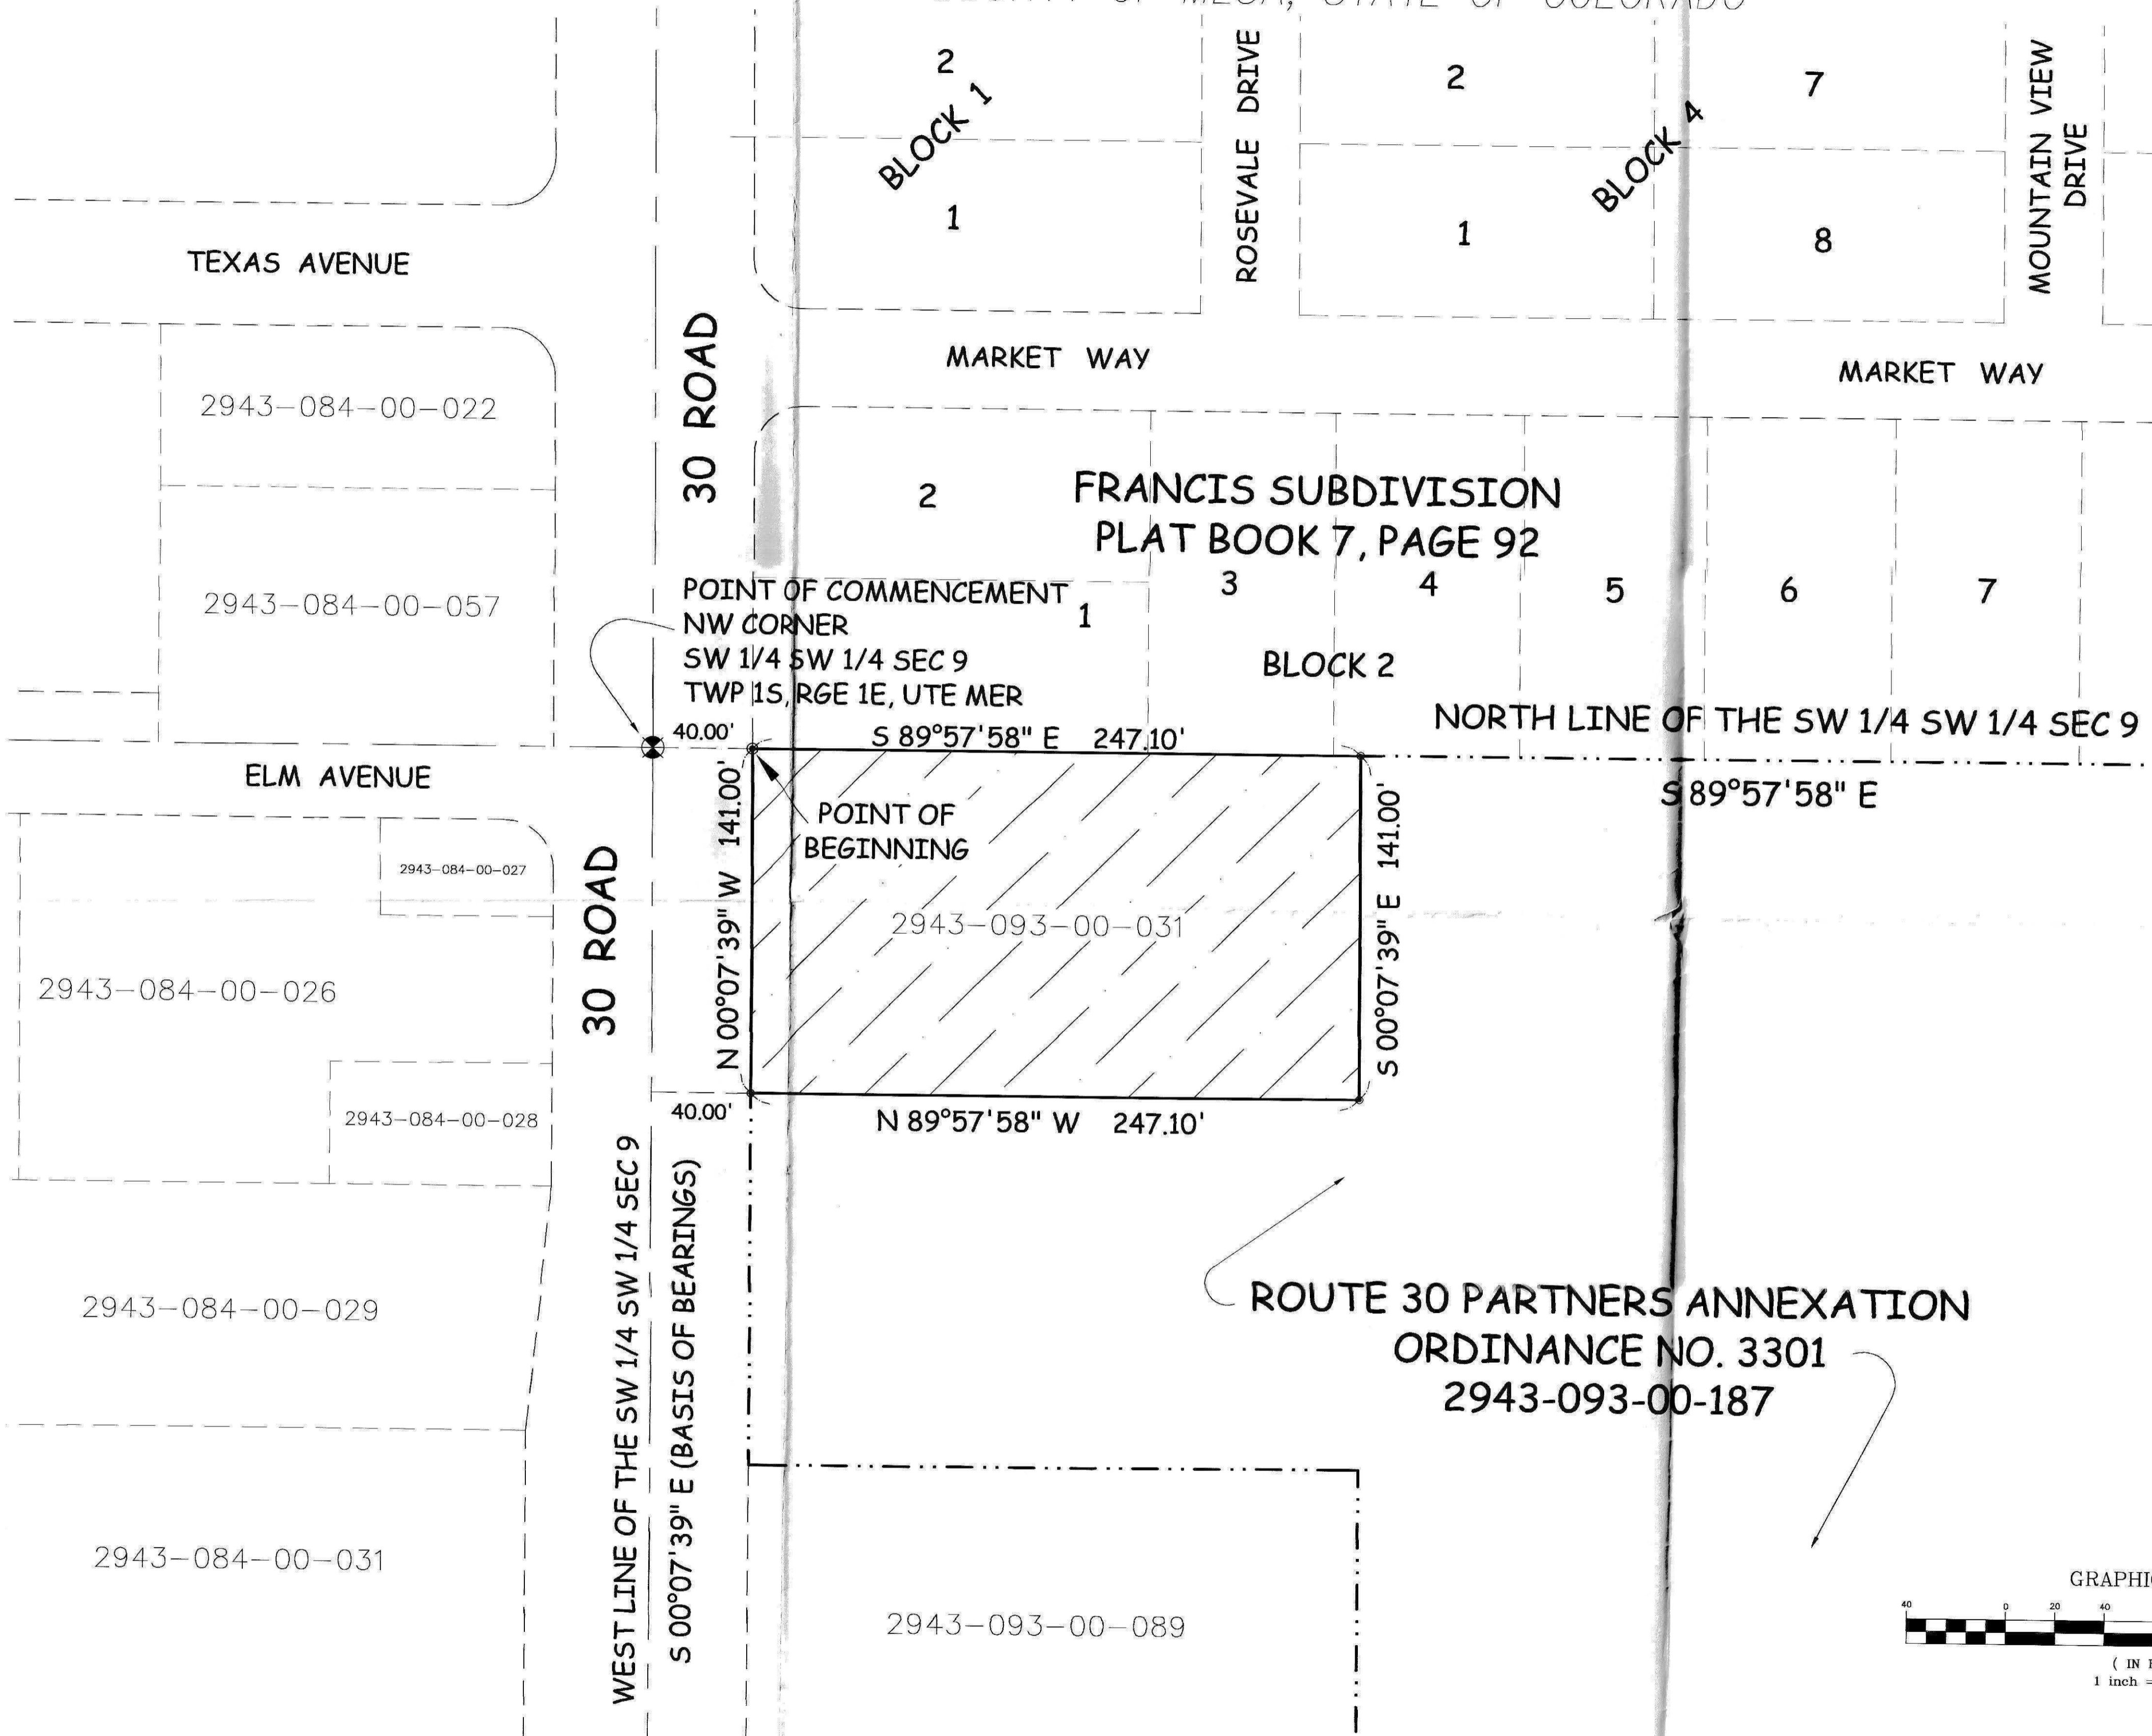 MESA, STATE OF COLORADO
2
BLOCK 1
1
ROSEVALE DRIVE
2
BLOCK 4
1
7
8
MOUNTAIN VIEW
DRIVE
TEXAS AVENUE
30 ROAD
MARKET WAY
MARKET WAY
2943-084-00-022
2943-084-00-057
2
FRANCIS SUBDIVISION
PLAT BOOK 7, PAGE 92
POINT OF COMMENCEMENT
NW CORNER
SW 1/4 SW 1/4 SEC 9
TWP 1S, RGE 1E, UTE MER
1
3
4
5
6
7
BLOCK 2
NORTH LINE OF THE SW 1/4 SW 1/4 SEC 9
S 89°57'58" E
40.00'
S 89°57'58" E 247.10'
ELM AVENUE
POINT OF
BEGINNING
N 00°07'39" W 141.00'
S 00°07'39" E 141.00'
2943-093-00-031
2943-084-00-027
30 ROAD
2943-084-00-026
2943-084-00-028
40.00'
N 89°57'58" W 247.10'
WEST LINE OF THE SW 1/4 SW 1/4 SEC 9
S 00°07'39" E (BASIS OF BEARINGS)
2943-084-00-029
ROUTE 30 PARTNERS ANNEXATION
ORDINANCE NO. 3301
2943-093-00-187
2943-084-00-031
2943-093-00-089
40 0 20 40
( IN
1 inch =